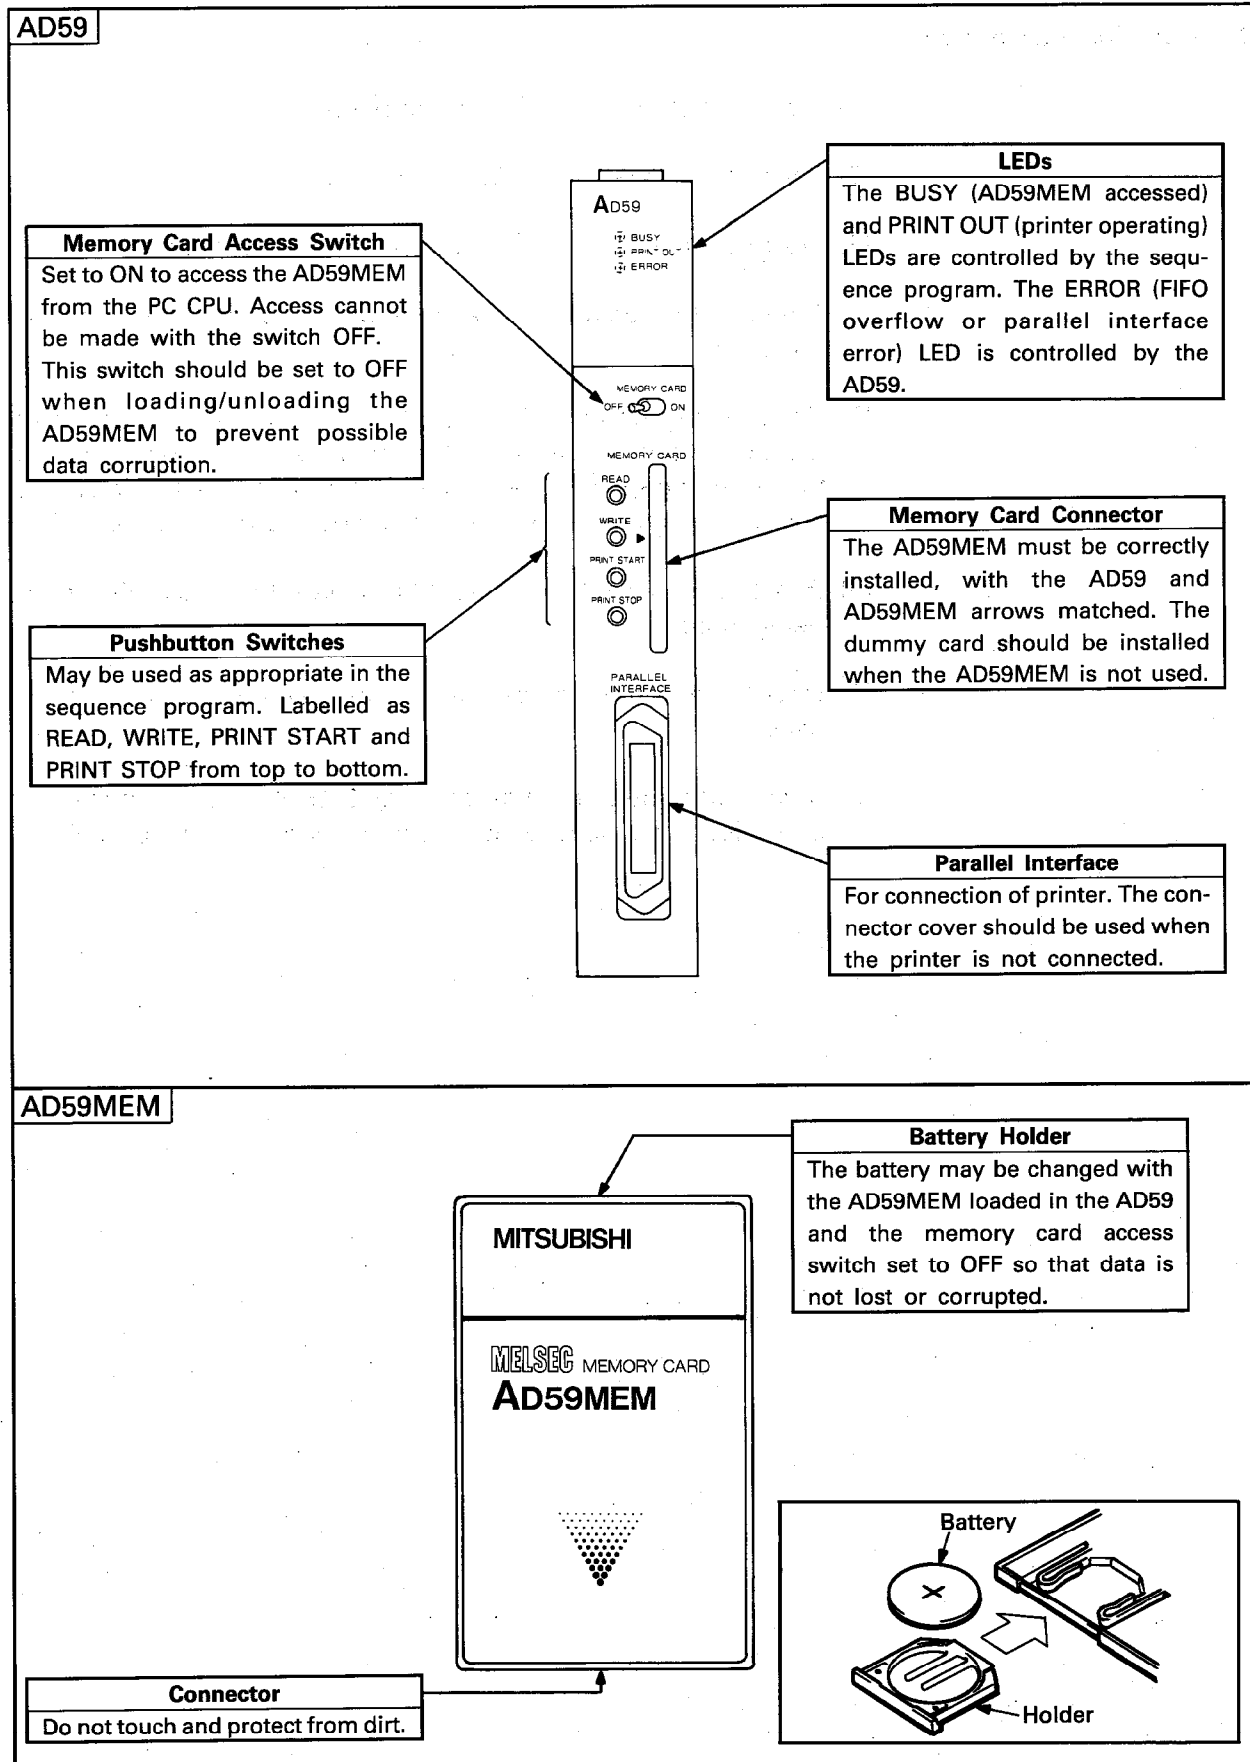 AD59
LEDs
The BUSY (AD59MEM accessed)
and PRINT OUT (printer operating)
LEDs are controlled by the sequ-
ence program. The ERROR (FIFO
overflow or parallel interface
error) LED is controlled by the
AD59.
Memory Card Access Switch
Set to ON to access the AD59MEM
from the PC CPU. Access cannot
be made with the switch OFF.
This switch should be set to OFF
when loading/unloading the
AD59MEM to prevent possible
data corruption.
AD59
BUSY
PRINT OUT
ERROR
MEMORY CARD
OFF ON
MEMORY CARD
READ
WRITE
PRINT START
PRINT STOP
PARALLEL
INTERFACE
Memory Card Connector
The AD59MEM must be correctly
installed, with the AD59 and
AD59MEM arrows matched. The
dummy card should be installed
when the AD59MEM is not used.
Pushbutton Switches
May be used as appropriate in the
sequence program. Labelled as
READ, WRITE, PRINT START and
PRINT STOP from top to bottom.
Parallel Interface
For connection of printer. The con-
nector cover should be used when
the printer is not connected.
AD59MEM
Battery Holder
The battery may be changed with
the AD59MEM loaded in the AD59
and the memory card access
switch set to OFF so that data is
not lost or corrupted.
MITSUBISHI
MELSEC MEMORY CARD
AD59MEM
Battery
Holder
Connector
Do not touch and protect from dirt.